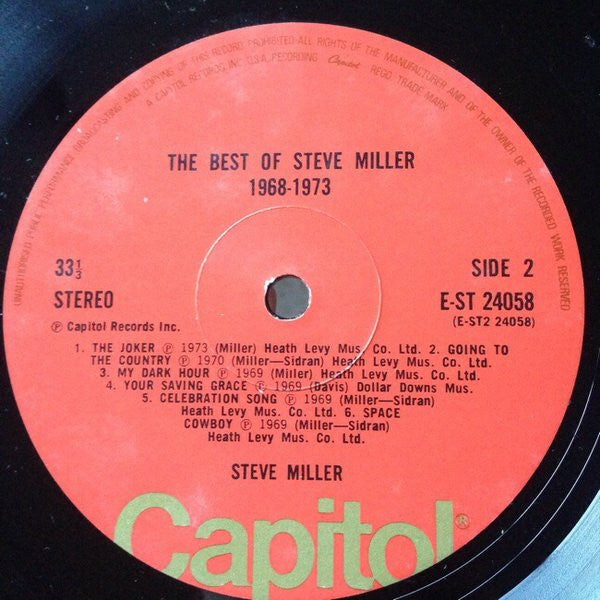 UNAUTHORISED PUBLIC PERFORMANCE BROADCASTING AND COPYING OF THIS RECORD PROHIBITED ALL RIGHTS OF THE MANUFACTURER AND OF THE OWNER OF THE RECORDED WORK RESERVED
A CAPITOL RECORDS, INC. U.S.A. RECORDING Capitol REGD. TRADE MARK
THE BEST OF STEVE MILLER
1968-1973
33⅓
SIDE 2
STEREO
E-ST 24058
(E-ST2 24058)
℗ Capitol Records Inc.
1. THE JOKER ℗ 1973 (Miller) Heath Levy Mus. Co. Ltd. 2. GOING TO
THE COUNTRY ℗ 1970 (Miller—Sidran) Heath Levy Mus. Co. Ltd.
3. MY DARK HOUR ℗ 1969 (Miller) Heath Levy Mus. Co. Ltd.
4. YOUR SAVING GRACE ℗ 1969 (Davis) Dollar Downs Mus.
5. CELEBRATION SONG ℗ 1969 (Miller—Sidran)
Heath Levy Mus. Co. Ltd. 6. SPACE
COWBOY ℗ 1969 (Miller—Sidran)
Heath Levy Mus. Co. Ltd.
STEVE MILLER
Capitol®